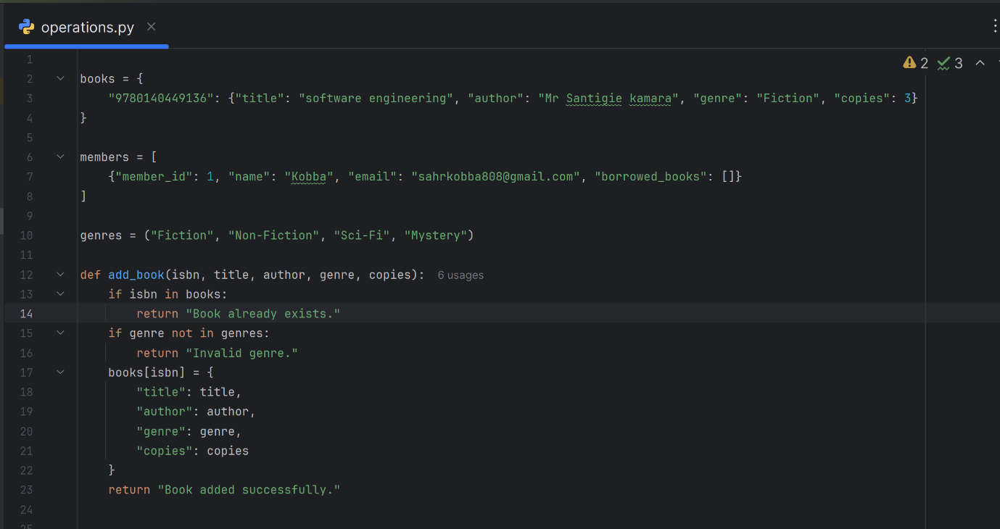 operations.py
2 3
1
2 books = {
3 "9780140449136": {"title": "software engineering", "author": "Mr Santigie kamara", "genre": "Fiction", "copies": 3}
4 }
5
6 members = [
7 {"member_id": 1, "name": "Kobba", "email": "sahrkobba808@gmail.com", "borrowed_books": []}
8 ]
9
10 genres = ("Fiction", "Non-Fiction", "Sci-Fi", "Mystery")
11
12 def add_book(isbn, title, author, genre, copies): 6 usages
13 if isbn in books:
14 return "Book already exists."
15 if genre not in genres:
16 return "Invalid genre."
17 books[isbn] = {
18 "title": title,
19 "author": author,
20 "genre": genre,
21 "copies": copies
22 }
23 return "Book added successfully."
24
25